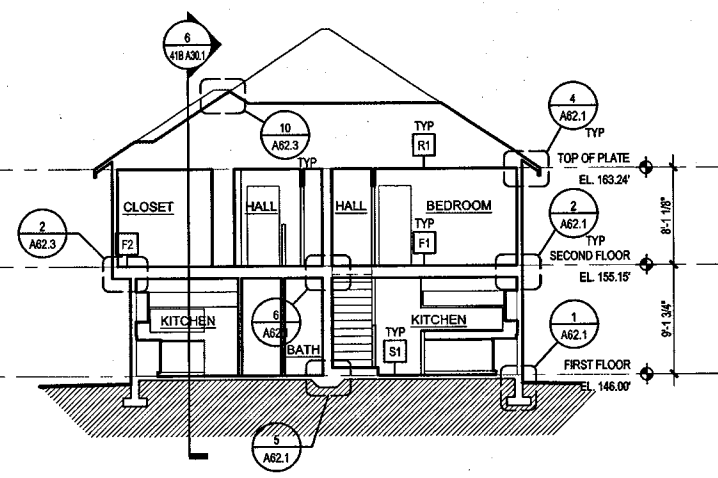 6
41B A30.1
4
A62.1
TYP
10
A62.3
TYP
R1
TYP
TOP OF PLATE
EL. 163.24'
CLOSET
HALL
HALL
BEDROOM
8'-1 1/8"
2
A62.3
F2
TYP
F1
2
A62.1
TYP
SECOND FLOOR
EL. 155.15'
KITCHEN
6
A62.1
BATH
KITCHEN
TYP
S1
1
A62.1
9'-1 3/4"
FIRST FLOOR
EL. 146.00'
5
A62.1